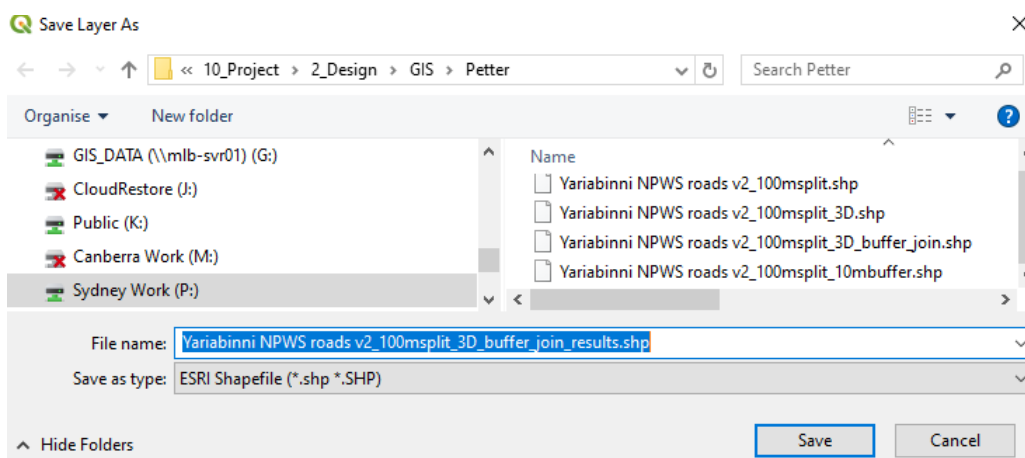 Save Layer As
« 10_Project > 2_Design > GIS > Petter
Search Petter
Organise
New folder
GIS_DATA (\\mlb-svr01) (G:)
CloudRestore (J:)
Public (K:)
Canberra Work (M:)
Sydney Work (P:)
Name
Yariabinni NPWS roads v2_100msplit.shp
Yariabinni NPWS roads v2_100msplit_3D.shp
Yariabinni NPWS roads v2_100msplit_3D_buffer_join.shp
Yariabinni NPWS roads v2_100msplit_10mbuffer.shp
File name: Yariabinni NPWS roads v2_100msplit_3D_buffer_join_results.shp
Save as type: ESRI Shapefile (*.shp *.SHP)
Hide Folders
Save
Cancel